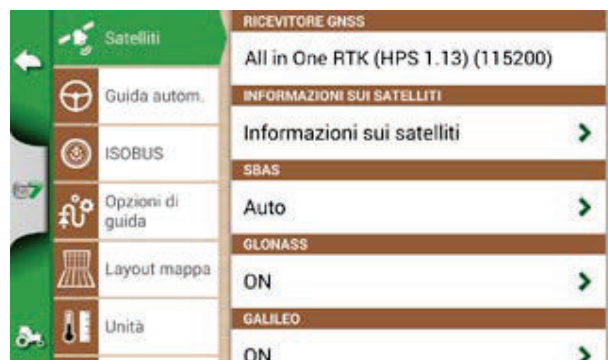 Satelliti
Guida autom.
ISOBUS
Opzioni di
guida
Layout mappa
Unità
RICEVITORE GNSS
All in One RTK (HPS 1.13) (115200)
INFORMAZIONI SUI SATELLITI
Informazioni sui satelliti
SBAS
Auto
GLONASS
ON
GALILEO
ON